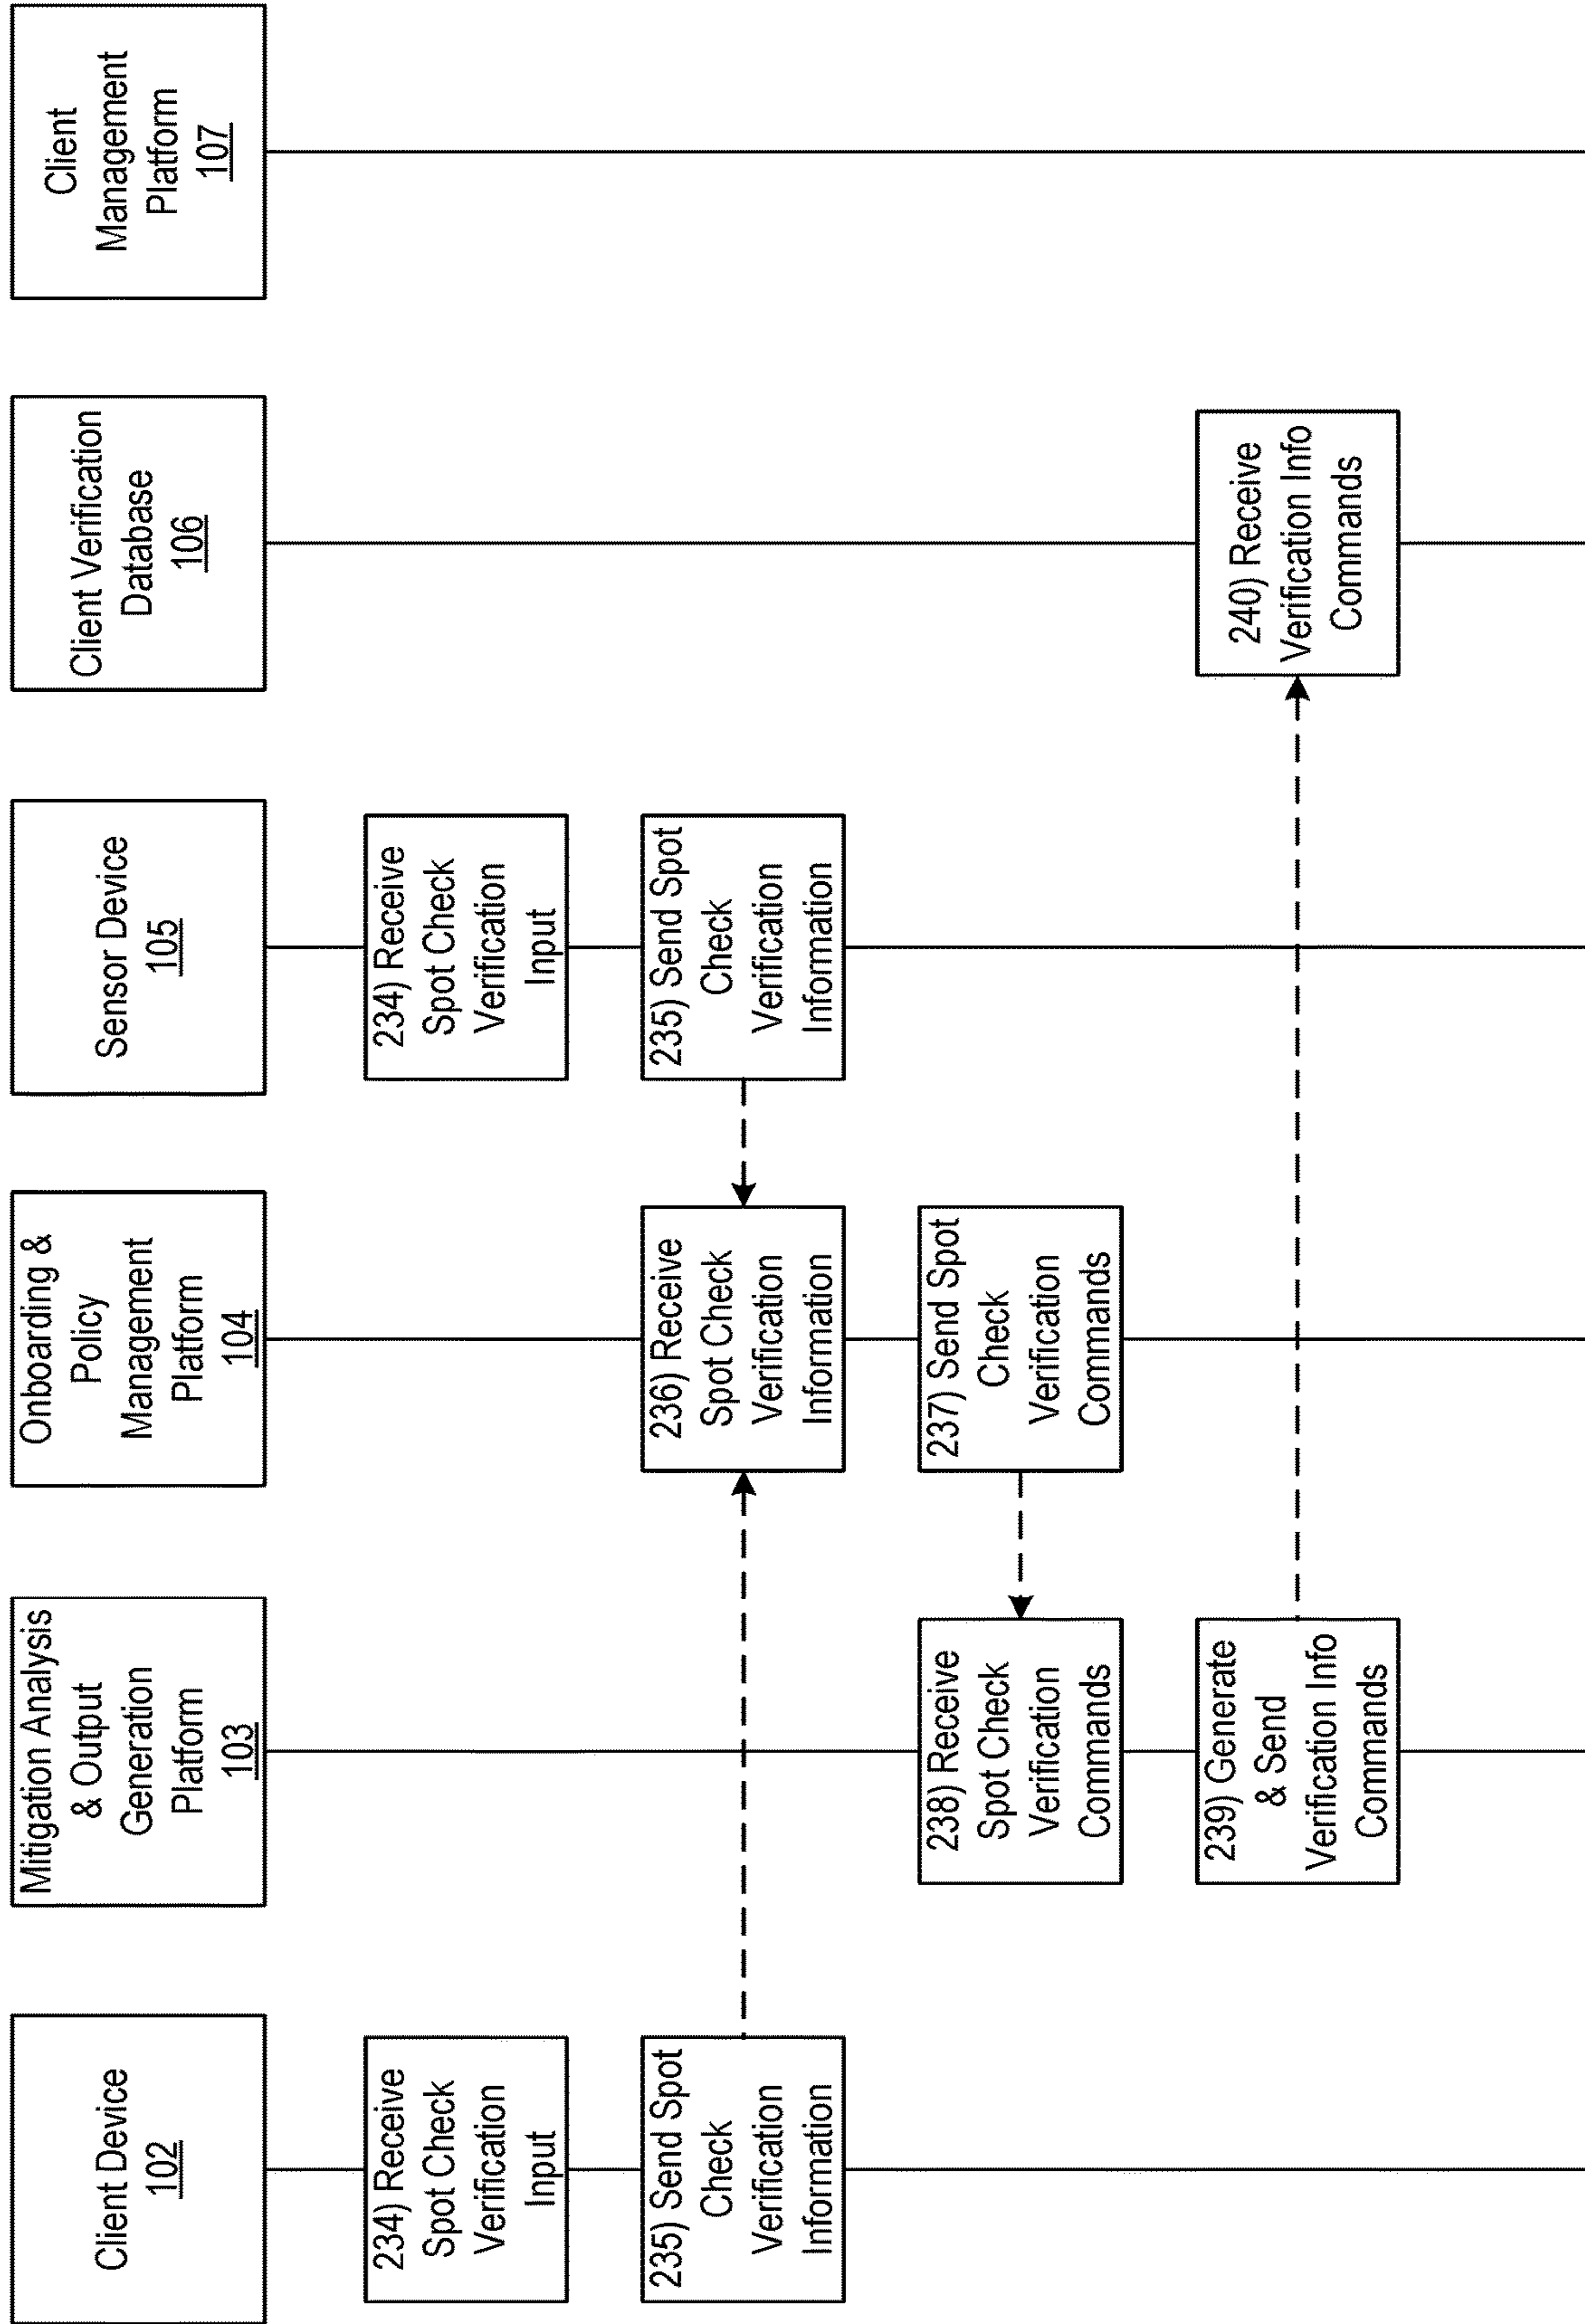 Client Device
102
Mitigation Analysis
& Output
Generation
Platform
103
Onboarding &
Policy
Management
Platform
104
Sensor Device
105
Client Verification
Database
106
Client
Management
Platform
107
234) Receive
Spot Check
Verification
Input
234) Receive
Spot Check
Verification
Input
235) Send Spot
Check
Verification
Information
236) Receive
Spot Check
Verification
Information
235) Send Spot
Check
Verification
Information
238) Receive
Spot Check
Verification
Commands
237) Send Spot
Check
Verification
Commands
239) Generate
& Send
Verification Info
Commands
240) Receive
Verification Info
Commands